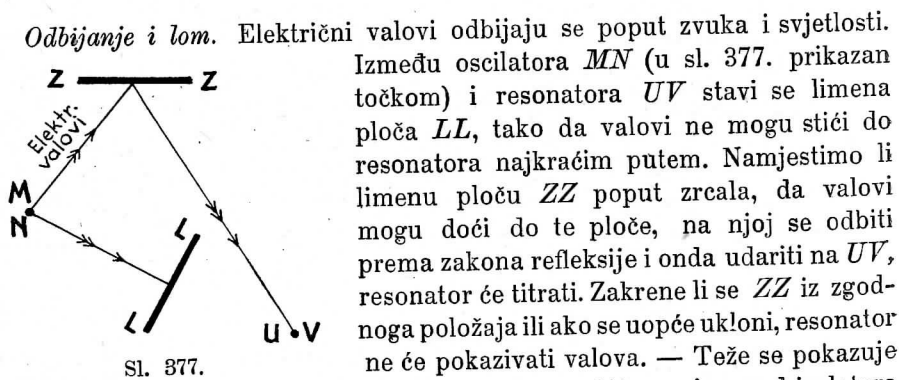 Odbijanje i lom. Električni valovi odbijaju se poput zvuka i svjetlosti.
Između oscilatora MN (u sl. 377. prikazan
točkom) i resonatora UV stavi se limena
ploča LL, tako da valovi ne mogu stići do
resonatora najkraćim putem. Namjestimo li
limenu ploču ZZ poput zrcala, da valovi
mogu doći do te ploče, na njoj se odbiti
prema zakona refleksije i onda udariti na UV,
resonator će titrati. Zakrene li se ZZ iz zgod-
noga položaja ili ako se uopće ukloni, resonator
ne će pokazivati valova. — Teže se pokazuje
Z Z
Elektr.
valovi
M
N
L
L
U V
Sl. 377.